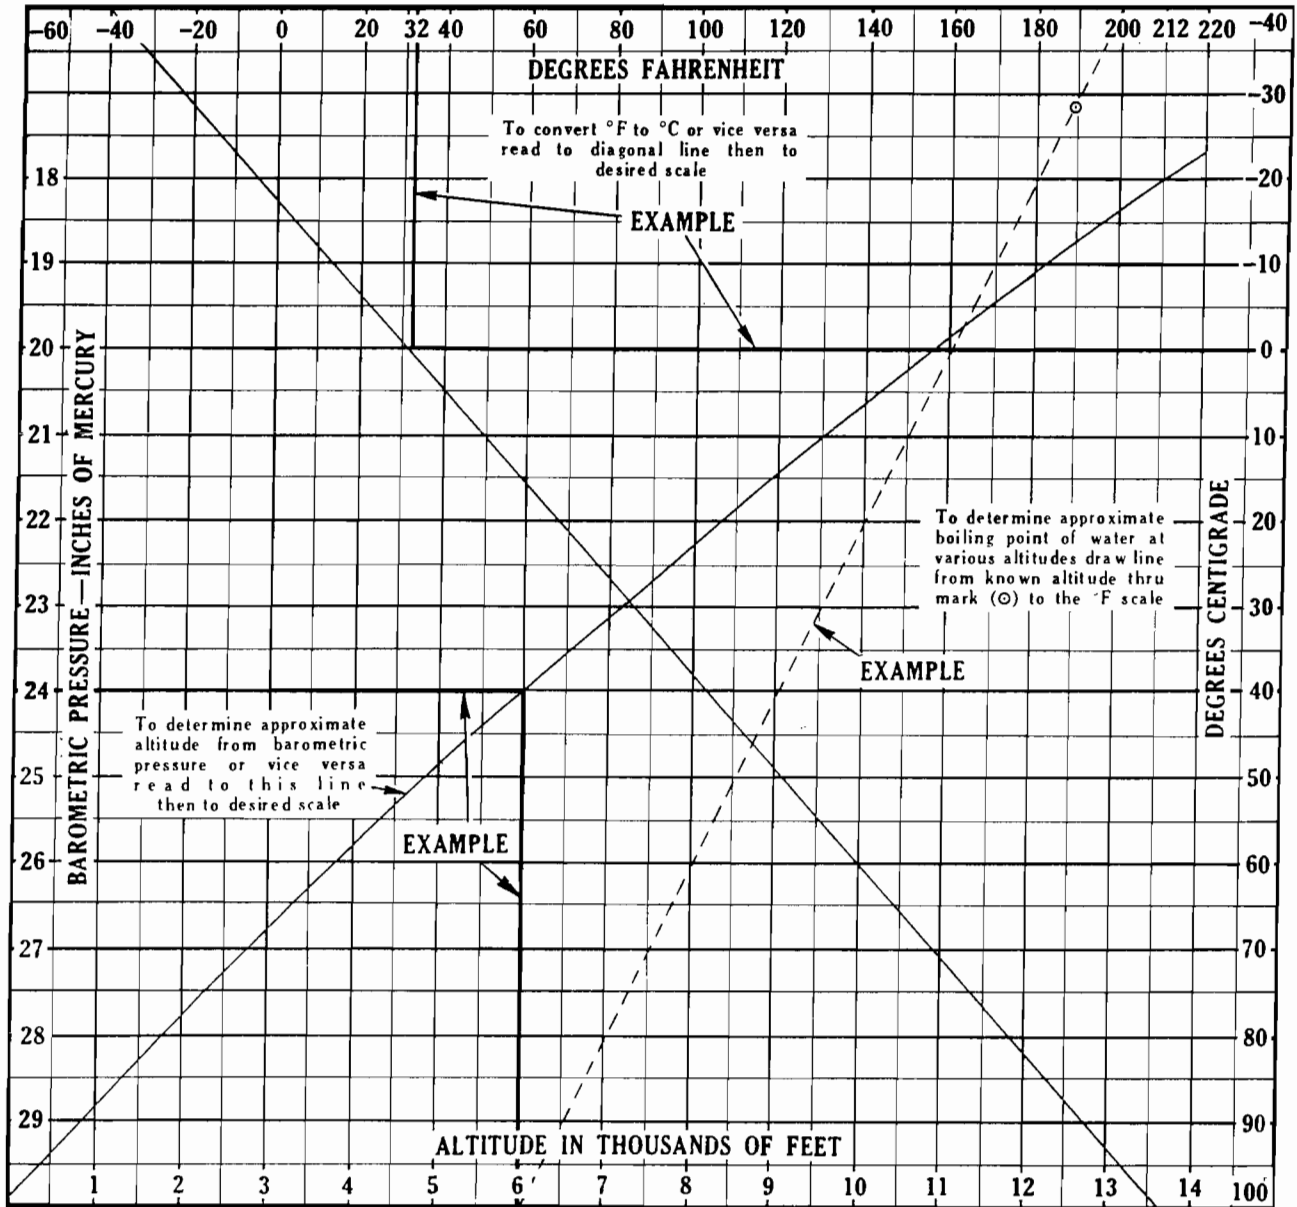 -60 -40 -20 0 20 32 40 60 80 100 120 140 160 180 200 212 220 -40
DEGREES FAHRENHEIT
-30
To convert °F to °C or vice versa
read to diagonal line then to
desired scale
18 -20
EXAMPLE
19 -10
20 0
21 10
BAROMETRIC PRESSURE—INCHES OF MERCURY
DEGREES CENTIGRADE
22 20
To determine approximate
boiling point of water at
various altitudes draw line
from known altitude thru
mark (⊙) to the °F scale
23 30
EXAMPLE
24 40
To determine approximate
altitude from barometric
pressure or vice versa
read to this line
then to desired scale
25 50
EXAMPLE
26 60
27 70
28 80
29 90
ALTITUDE IN THOUSANDS OF FEET
1 2 3 4 5 6 7 8 9 10 11 12 13 14 100